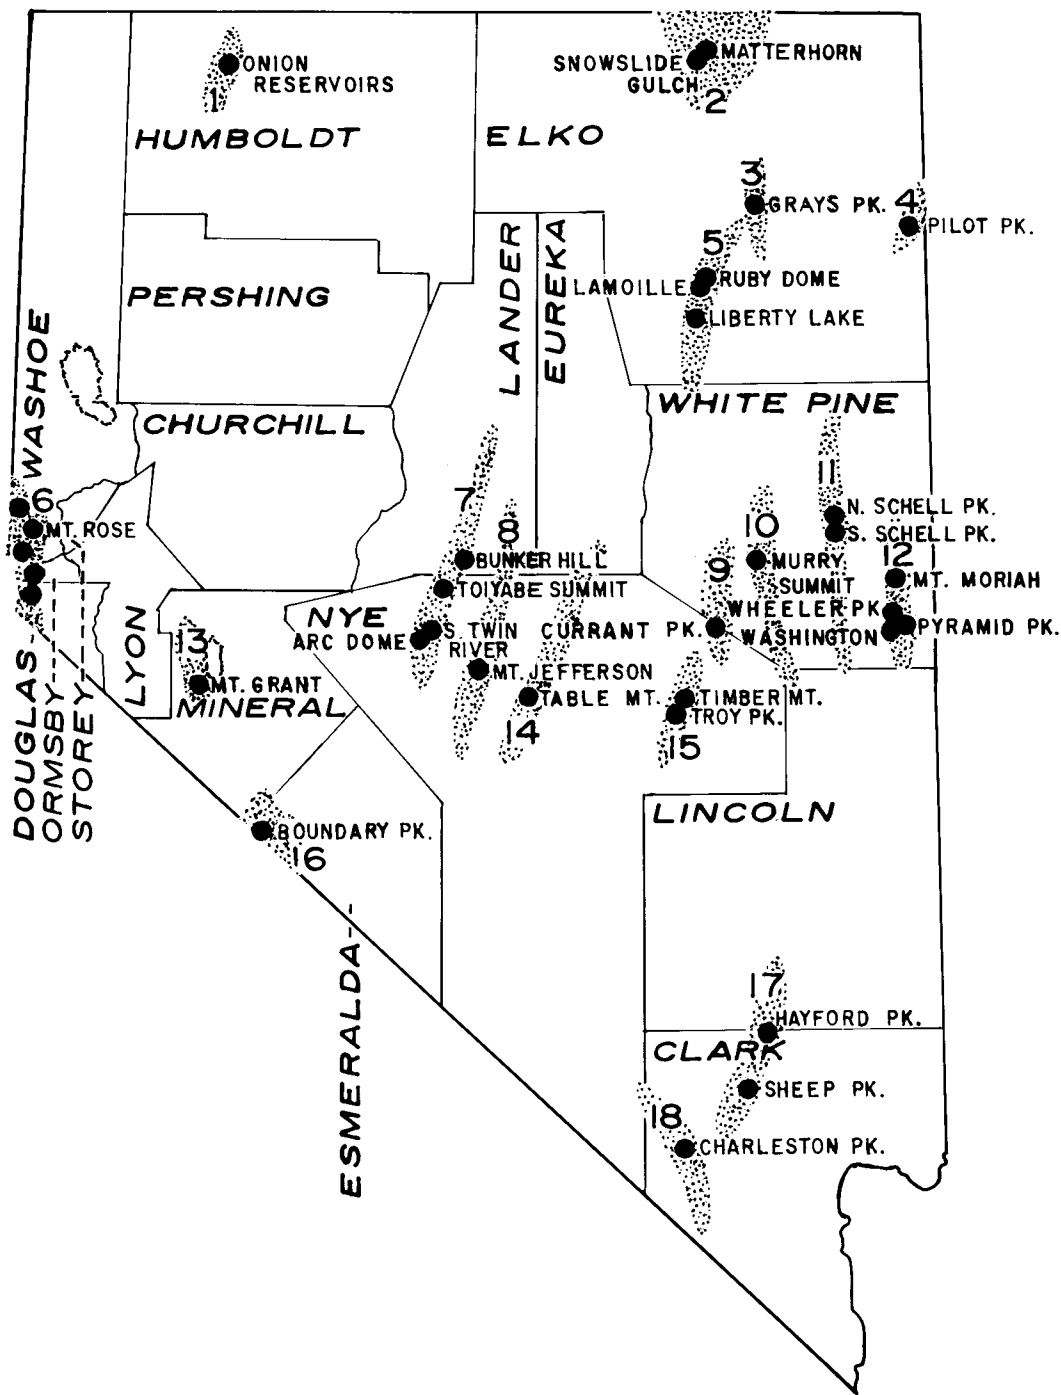 ONION
RESERVOIRS
1
HUMBOLDT
SNOWSLIDE
GULCH
MATTERHORN
2
ELKO
3
GRAYS PK.
4
PILOT PK.
5
RUBY DOME
LAMOILLE
LIBERTY LAKE
LANDER
EUREKA
PERSHING
WASHOE
CHURCHILL
WHITE PINE
6
MT. ROSE
7
8
BUNKER HILL
TOIYABE SUMMIT
NYE
ARC DOME
S. TWIN
RIVER
MT. JEFFERSON
TABLE MT.
14
9
CURRANT PK.
10
MURRY
SUMMIT
11
N. SCHELL PK.
S. SCHELL PK.
12
MT. MORIAH
WHEELER PK.
WASHINGTON
PYRAMID PK.
TIMBER MT.
TROY PK.
15
LYON
13
MT. GRANT
MINERAL
DOUGLAS
ORMSBY
STOREY
BOUNDARY PK.
16
ESMERALDA
LINCOLN
17
HAYFORD PK.
CLARK
SHEEP PK.
18
CHARLESTON PK.